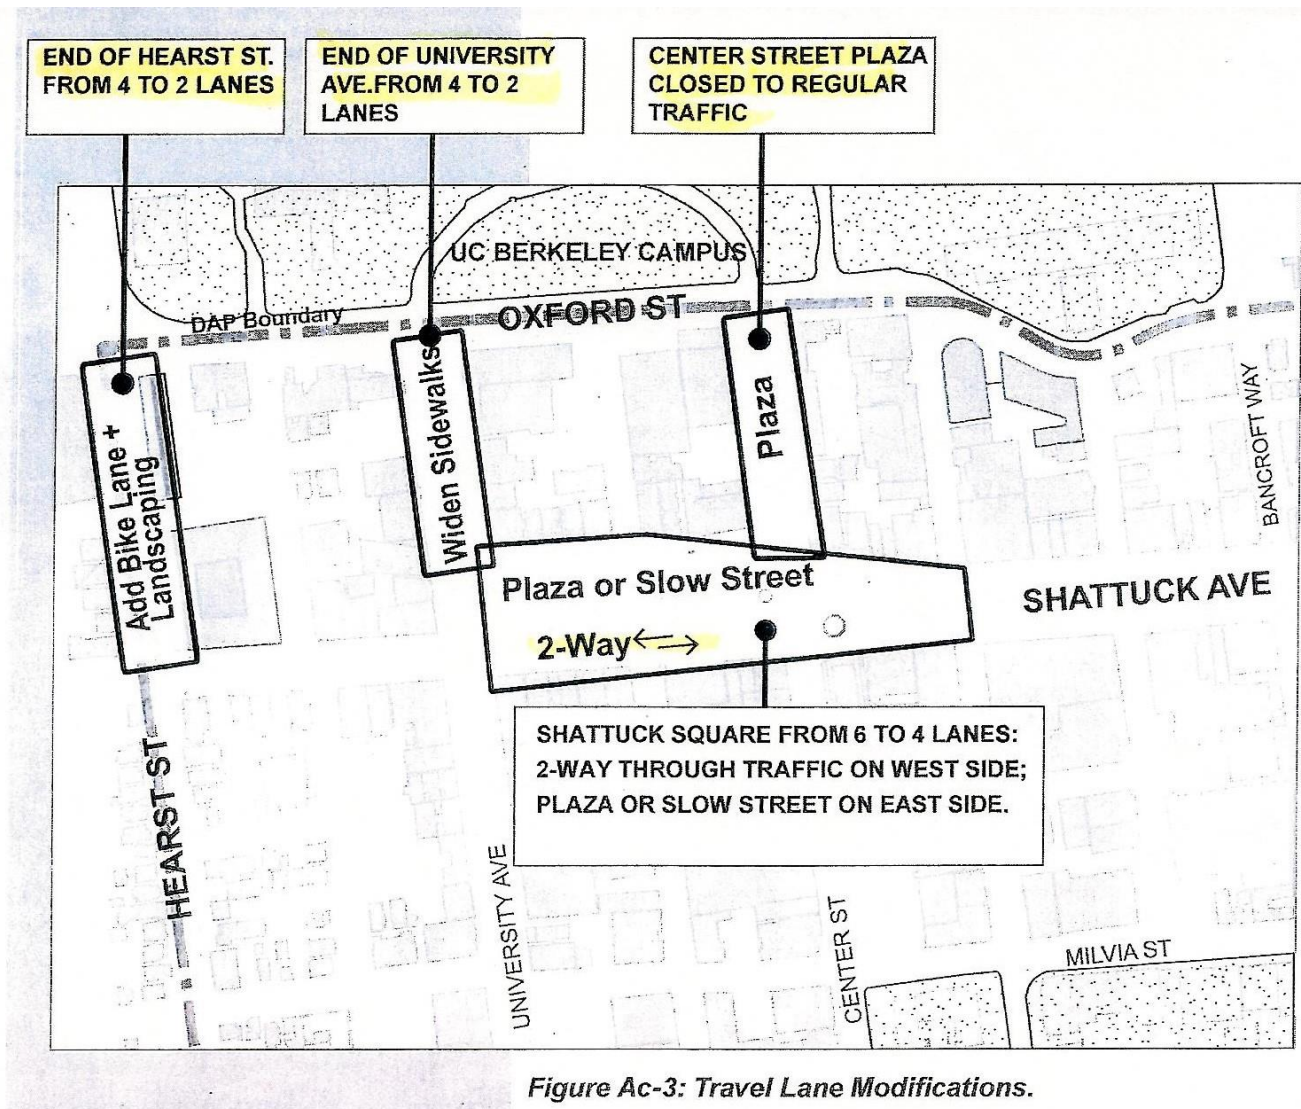 END OF HEARST ST.
FROM 4 TO 2 LANES
END OF UNIVERSITY
AVE.FROM 4 TO 2
LANES
CENTER STREET PLAZA
CLOSED TO REGULAR
TRAFFIC
UC BERKELEY CAMPUS
DAP Boundary
OXFORD ST
Add Bike Lane +
Landscaping
Widen Sidewalks
Plaza
BANCROFT WAY
Plaza or Slow Street
2-Way
SHATTUCK AVE
SHATTUCK SQUARE FROM 6 TO 4 LANES:
2-WAY THROUGH TRAFFIC ON WEST SIDE;
PLAZA OR SLOW STREET ON EAST SIDE.
HEARST ST
UNIVERSITY AVE
CENTER ST
MILVIA ST
Figure Ac-3: Travel Lane Modifications.